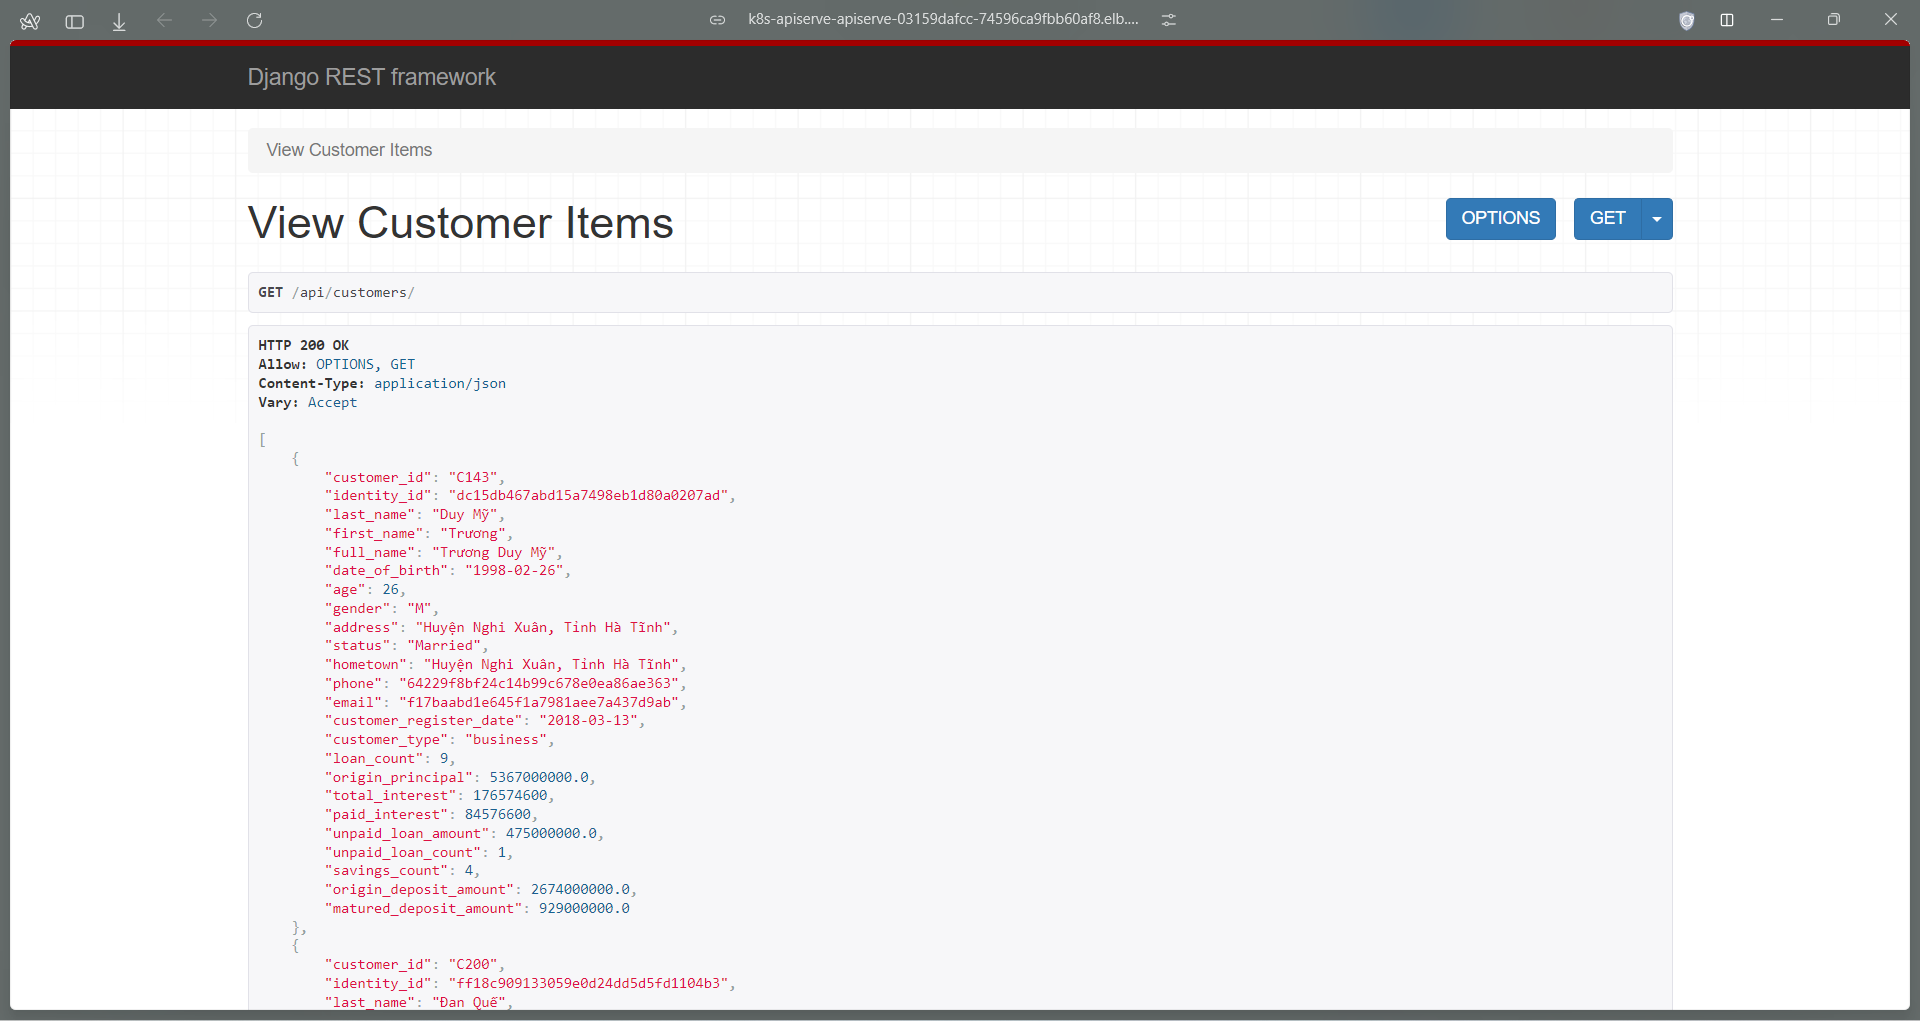 k8s-apiserve-apiserve-03159dafcc-74596ca9fbb60af8.elb....
Django REST framework
View Customer Items
View Customer Items
OPTIONS
GET
GET /api/customers/
HTTP 200 OK
Allow: OPTIONS, GET
Content-Type: application/json
Vary: Accept
[
{
"customer_id": "C143",
"identity_id": "dc15db467abd15a7498eb1d80a0207ad",
"last_name": "Duy Mỹ",
"first_name": "Trương",
"full_name": "Trương Duy Mỹ",
"date_of_birth": "1998-02-26",
"age": 26,
"gender": "M",
"address": "Huyện Nghi Xuân, Tỉnh Hà Tĩnh",
"status": "Married",
"hometown": "Huyện Nghi Xuân, Tỉnh Hà Tĩnh",
"phone": "64229f8bf24c14b99c678e0ea86ae363",
"email": "f17baabd1e645f1a7981aee7a437d9ab",
"customer_register_date": "2018-03-13",
"customer_type": "business",
"loan_count": 9,
"origin_principal": 5367000000.0,
"total_interest": 176574600,
"paid_interest": 84576600,
"unpaid_loan_amount": 475000000.0,
"unpaid_loan_count": 1,
"savings_count": 4,
"origin_deposit_amount": 2674000000.0,
"matured_deposit_amount": 929000000.0
},
{
"customer_id": "C200",
"identity_id": "ff18c909133059e0d24dd5d5fd1104b3",
"last_name": "Đan Quế",